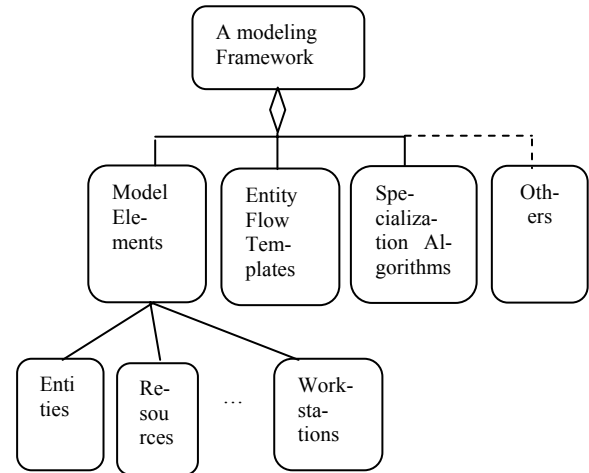 A modeling
Framework
Model
Ele-
ments
Entity
Flow
Tem-
plates
Spe-
cializa-
tion Al-
gorithms
Oth-
ers
Enti
ties
Re-
sou
rces
…
Work-
sta-
tions